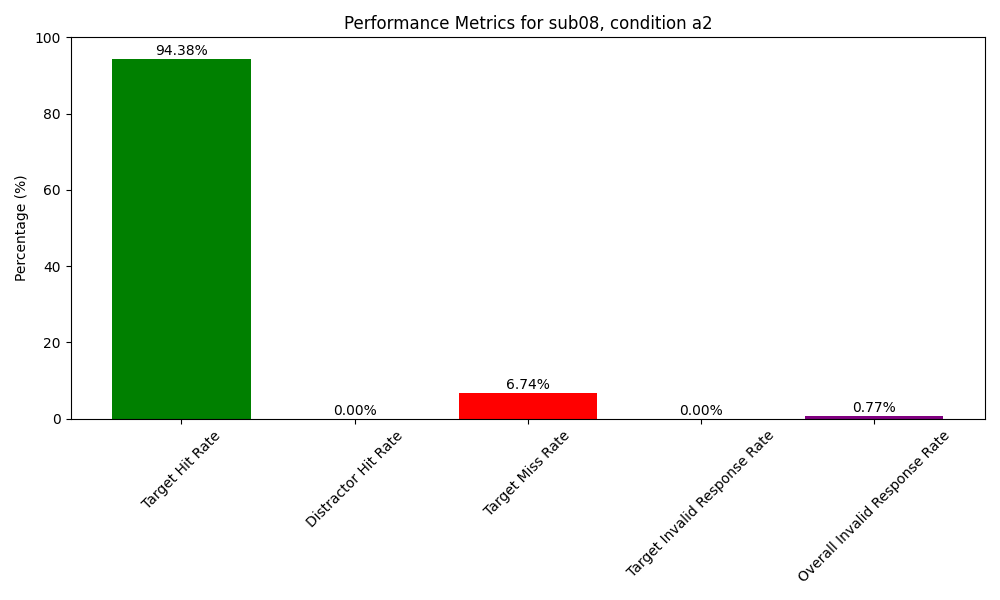 Performance Metrics for sub08, condition a2
Percentage (%)
100
80
60
40
20
0
94.38%
0.00%
6.74%
0.00%
0.77%
Target Hit Rate
Distractor Hit Rate
Target Miss Rate
Target Invalid Response Rate
Overall Invalid Response Rate